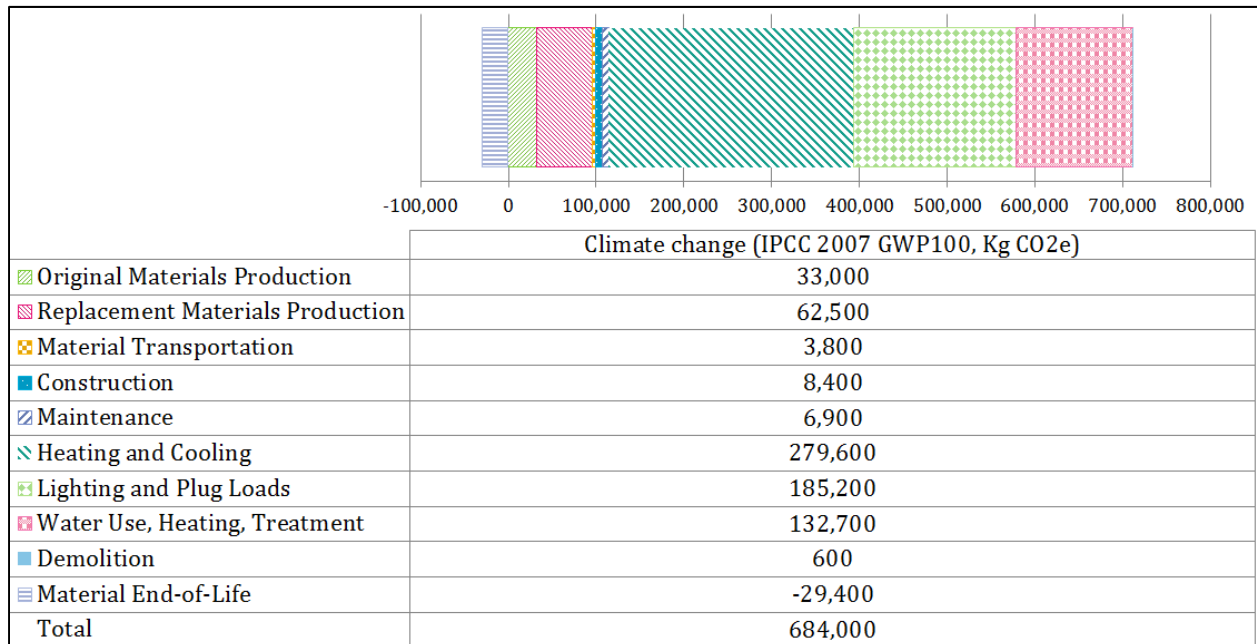 -100,000 0 100,000 200,000 300,000 400,000 500,000 600,000 700,000 800,000
Climate change (IPCC 2007 GWP100, Kg CO2e)
Original Materials Production 33,000
Replacement Materials Production 62,500
Material Transportation 3,800
Construction 8,400
Maintenance 6,900
Heating and Cooling 279,600
Lighting and Plug Loads 185,200
Water Use, Heating, Treatment 132,700
Demolition 600
Material End-of-Life -29,400
Total 684,000